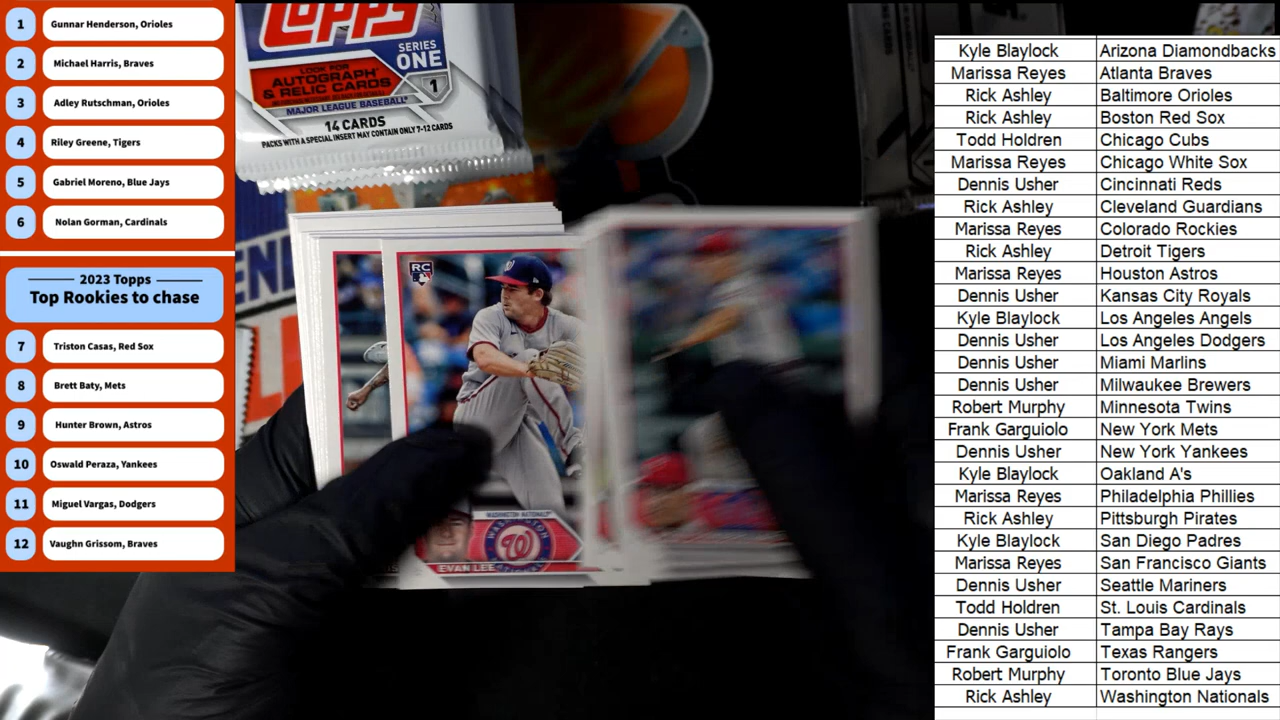 1 Gunnar Henderson, Orioles
2 Michael Harris, Braves
3 Adley Rutschman, Orioles
4 Riley Greene, Tigers
5 Gabriel Moreno, Blue Jays
6 Nolan Gorman, Cardinals
2023 Topps
Top Rookies to chase
7 Triston Casas, Red Sox
8 Brett Baty, Mets
9 Hunter Brown, Astros
10 Oswald Peraza, Yankees
11 Miguel Vargas, Dodgers
12 Vaughn Grissom, Braves
TOPPS
SERIES
ONE
1
LOOK FOR
AUTOGRAPH
& RELIC CARDS
MAJOR LEAGUE BASEBALL
14 CARDS
PACKS WITH A SPECIAL INSERT MAY CONTAIN ONLY 7-12 CARDS
RC
WASHINGTON NATIONALS
W
EVAN LEE
Kyle Blaylock Arizona Diamondbacks
Marissa Reyes Atlanta Braves
Rick Ashley Baltimore Orioles
Rick Ashley Boston Red Sox
Todd Holdren Chicago Cubs
Marissa Reyes Chicago White Sox
Dennis Usher Cincinnati Reds
Rick Ashley Cleveland Guardians
Marissa Reyes Colorado Rockies
Rick Ashley Detroit Tigers
Marissa Reyes Houston Astros
Dennis Usher Kansas City Royals
Kyle Blaylock Los Angeles Angels
Dennis Usher Los Angeles Dodgers
Dennis Usher Miami Marlins
Dennis Usher Milwaukee Brewers
Robert Murphy Minnesota Twins
Frank Garguiolo New York Mets
Dennis Usher New York Yankees
Kyle Blaylock Oakland A's
Marissa Reyes Philadelphia Phillies
Rick Ashley Pittsburgh Pirates
Kyle Blaylock San Diego Padres
Marissa Reyes San Francisco Giants
Dennis Usher Seattle Mariners
Todd Holdren St. Louis Cardinals
Dennis Usher Tampa Bay Rays
Frank Garguiolo Texas Rangers
Robert Murphy Toronto Blue Jays
Rick Ashley Washington Nationals